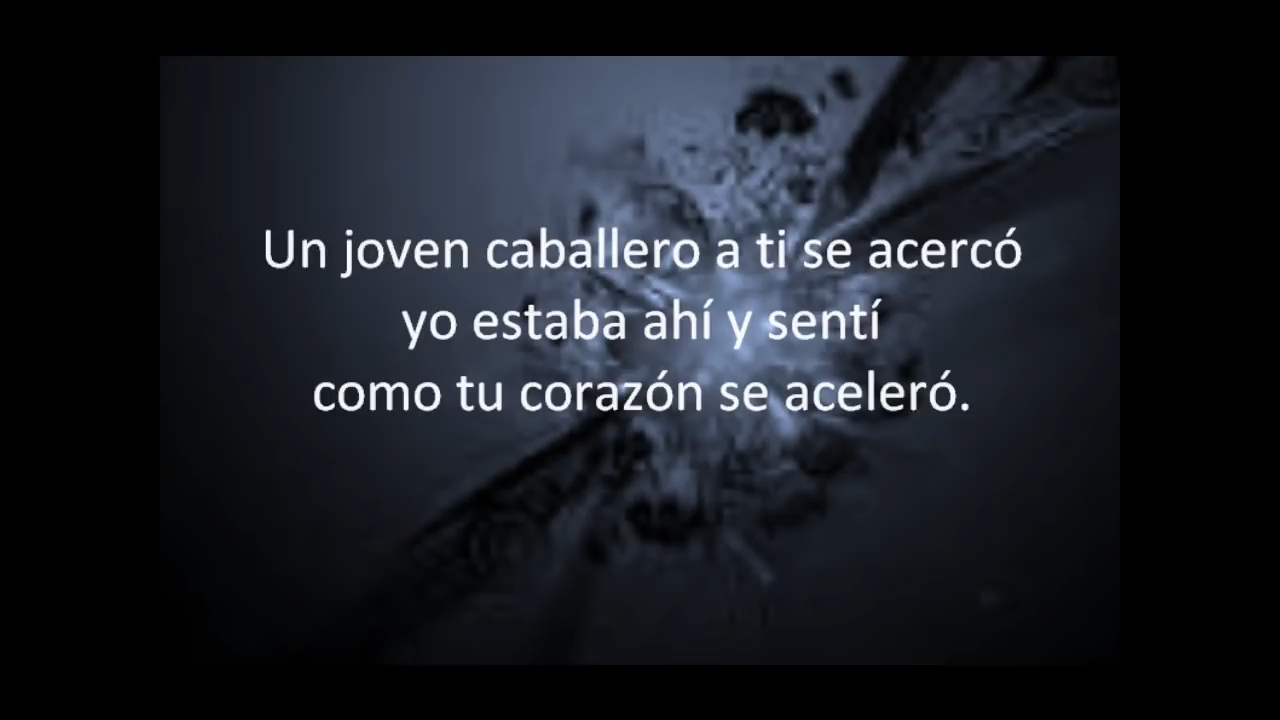 Un joven caballero a ti se acercó
yo estaba ahí y sentí
como tu corazón se aceleró.